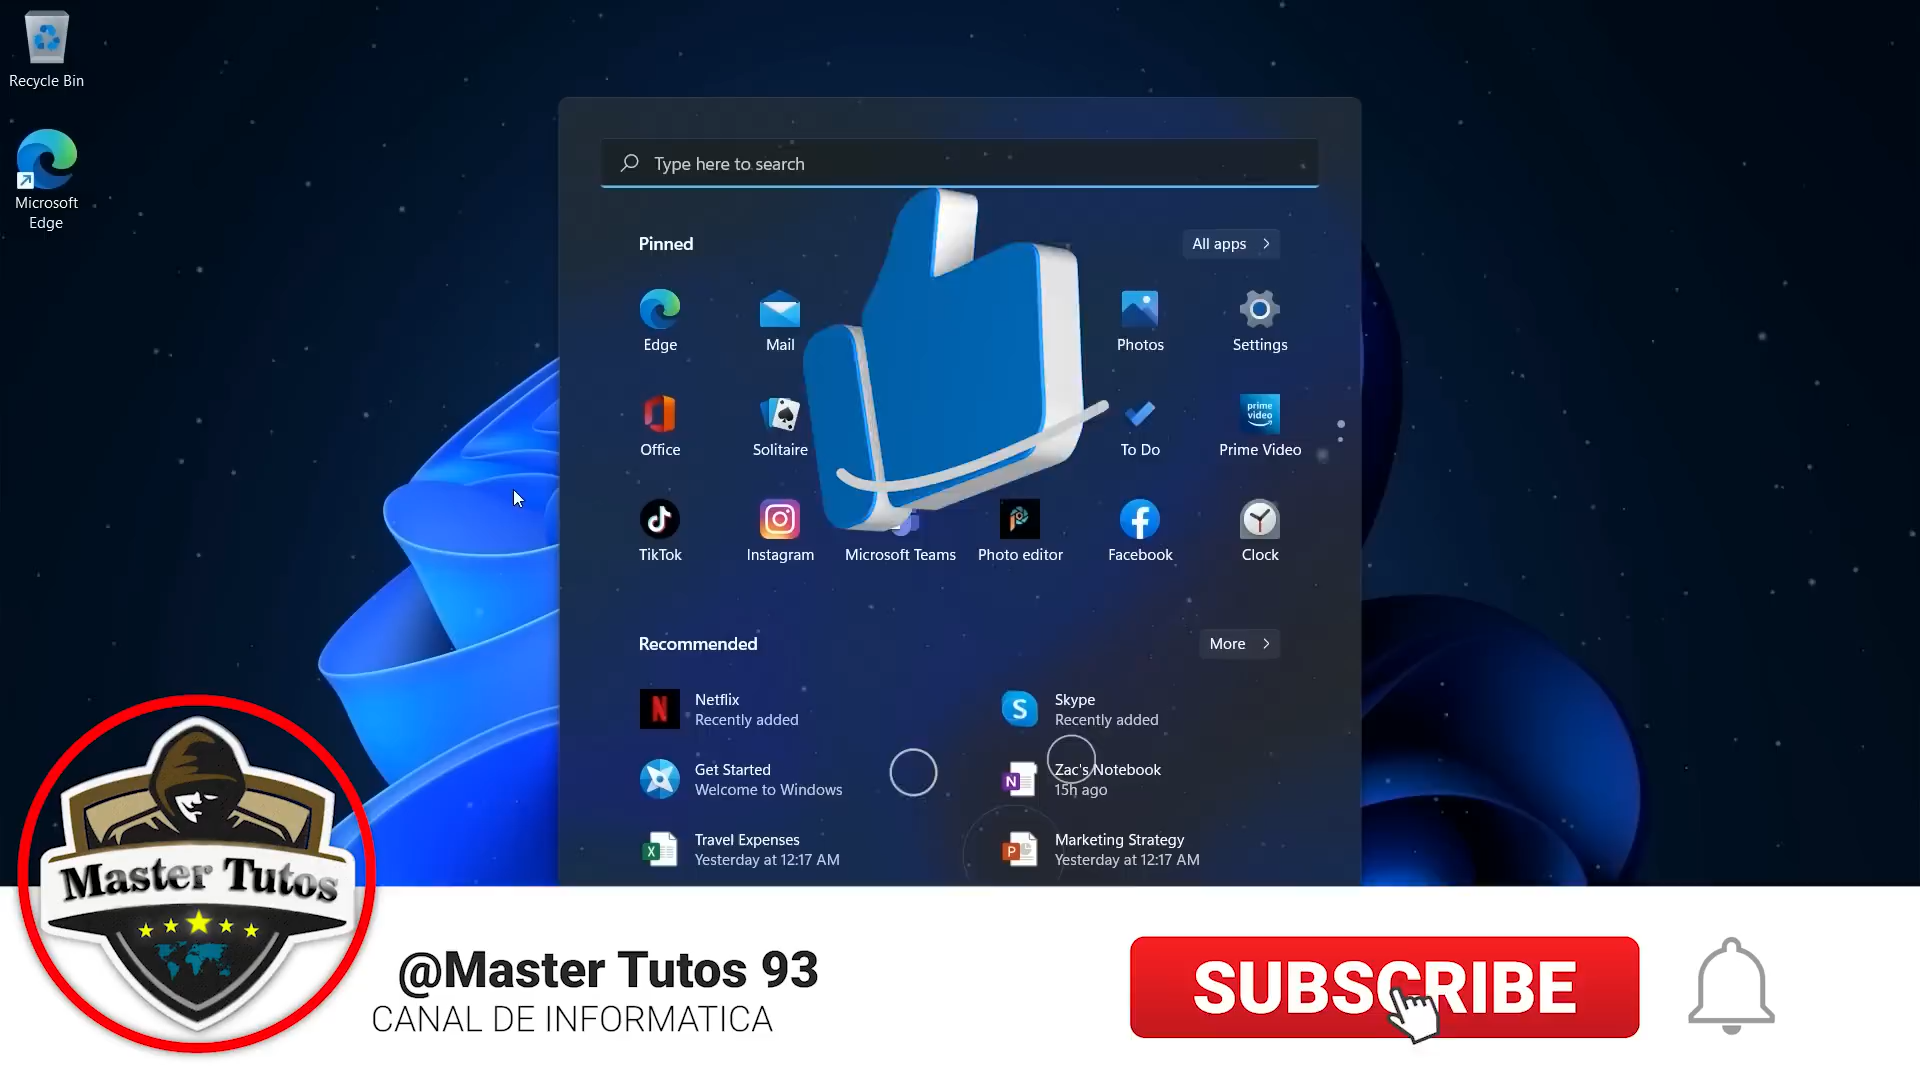 Recycle Bin
Microsoft
Edge
Type here to search
Pinned
All apps
Edge
Mail
Photos
Settings
Office
Solitaire
To Do
prime
video
Prime Video
TikTok
Instagram
Microsoft Teams
Photo editor
Facebook
Clock
Recommended
More
Netflix
Recently added
Skype
Recently added
Get Started
Welcome to Windows
Zac's Notebook
15h ago
Travel Expenses
Yesterday at 12:17 AM
Marketing Strategy
Yesterday at 12:17 AM
Master Tutos
@Master Tutos 93
CANAL DE INFORMATICA
SUBSCRIBE